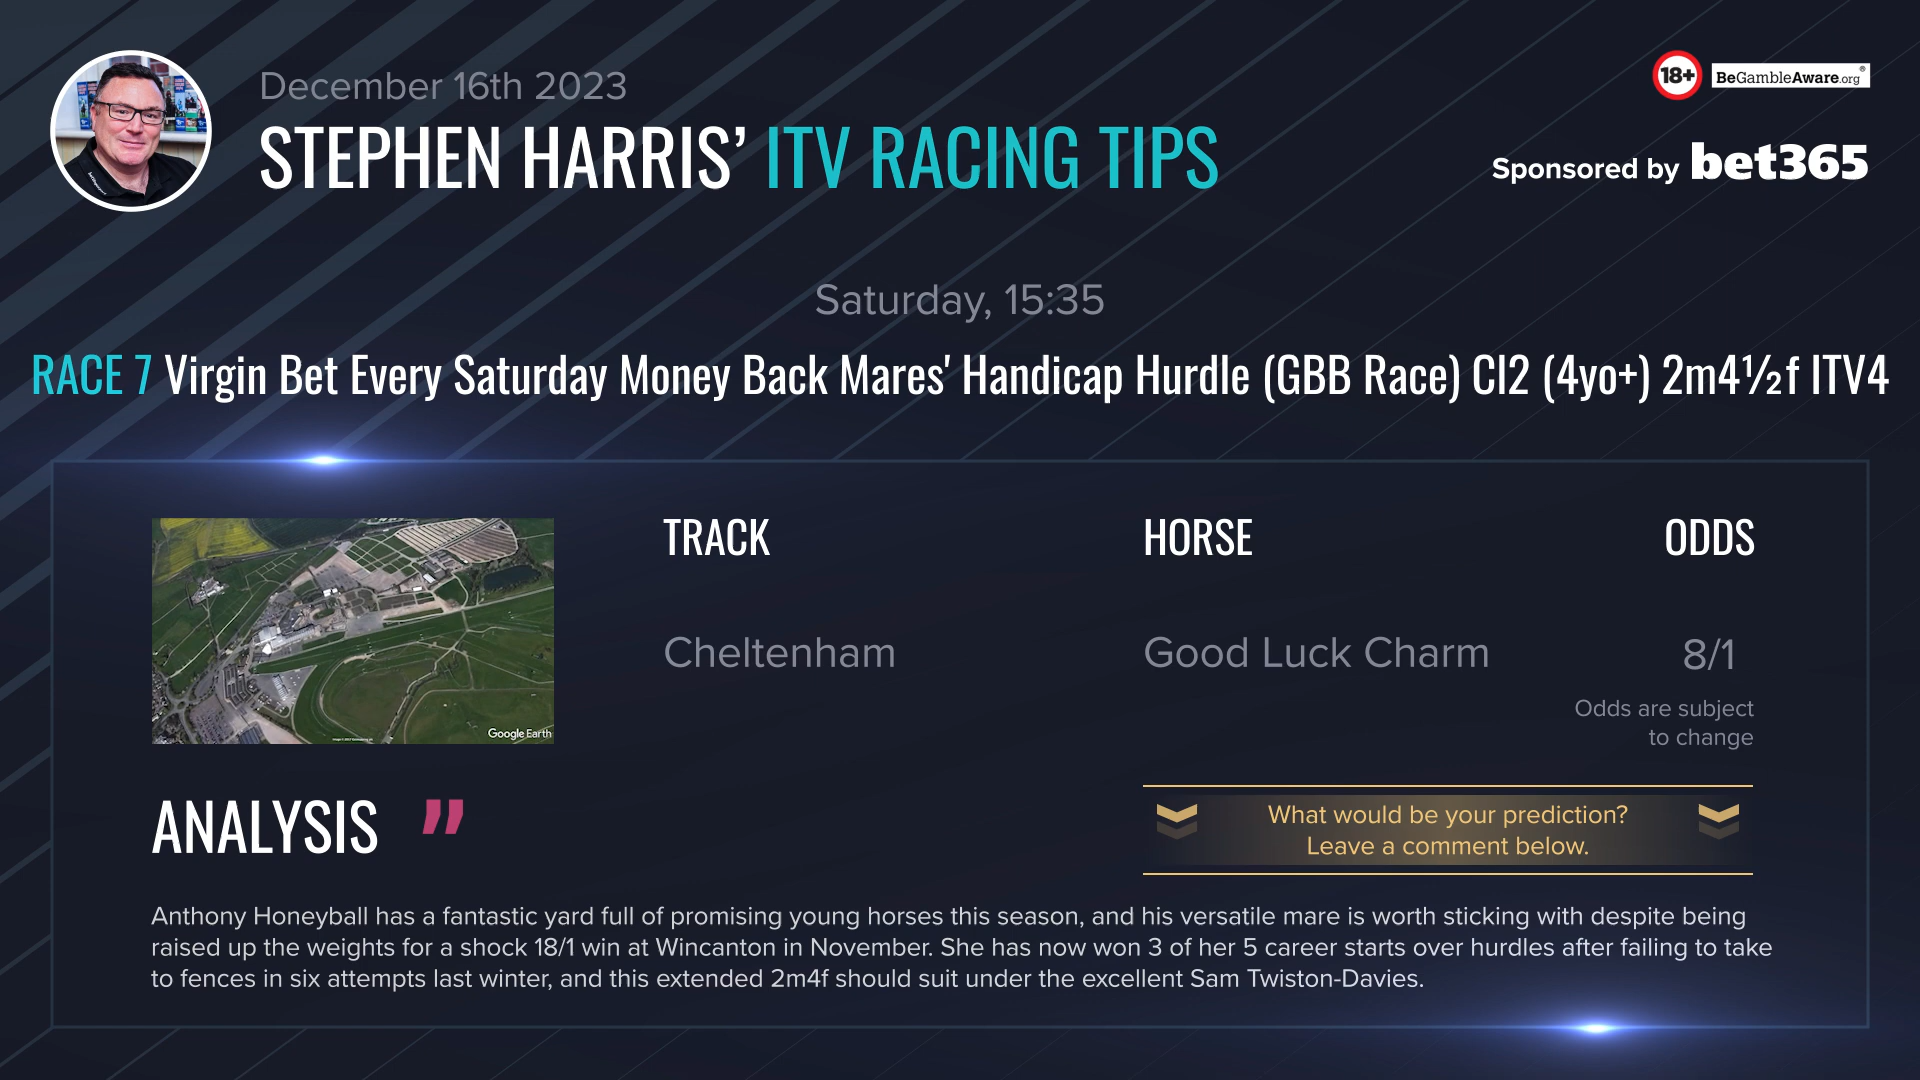 December 16th 2023
STEPHEN HARRIS’ ITV RACING TIPS
18+ BeGambleAware.org®
Sponsored by bet365
Saturday, 15:35
RACE 7 Virgin Bet Every Saturday Money Back Mares' Handicap Hurdle (GBB Race) Cl2 (4yo+) 2m4½f ITV4
TRACK
HORSE
ODDS
Cheltenham
Good Luck Charm
8/1
Odds are subject
to change
Google Earth
ANALYSIS ”
What would be your prediction?
Leave a comment below.
Anthony Honeyball has a fantastic yard full of promising young horses this season, and his versatile mare is worth sticking with despite being
raised up the weights for a shock 18/1 win at Wincanton in November. She has now won 3 of her 5 career starts over hurdles after failing to take
to fences in six attempts last winter, and this extended 2m4f should suit under the excellent Sam Twiston-Davies.